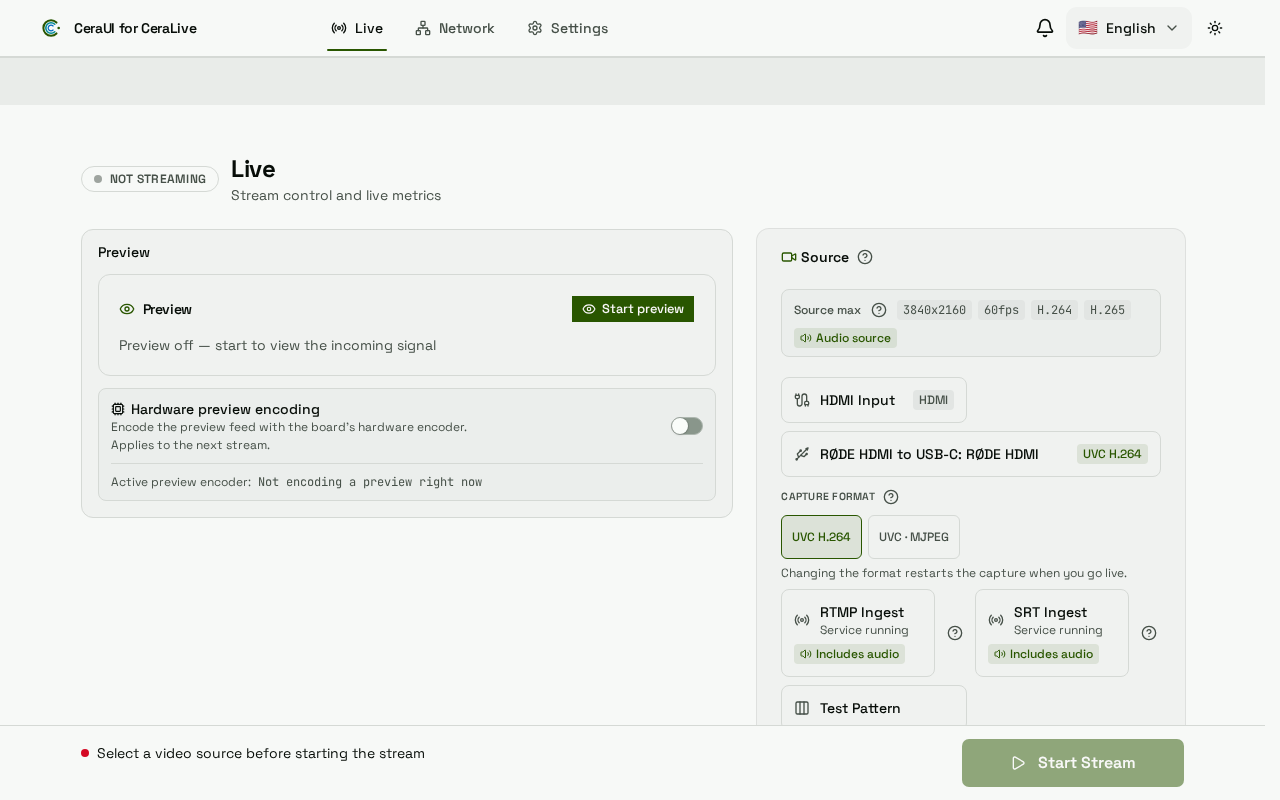 CeraUI for CeraLive
Live
Network
Settings
English
NOT STREAMING
Live
Stream control and live metrics
Preview
Preview
Start preview
Preview off — start to view the incoming signal
Hardware preview encoding
Encode the preview feed with the board's hardware encoder.
Applies to the next stream.
Active preview encoder: Not encoding a preview right now
Source
Source max 3840x2160 60fps H.264 H.265
Audio source
HDMI Input HDMI
RØDE HDMI to USB-C: RØDE HDMI UVC H.264
CAPTURE FORMAT
UVC H.264
UVC · MJPEG
Changing the format restarts the capture when you go live.
RTMP Ingest
Service running
Includes audio
SRT Ingest
Service running
Includes audio
Test Pattern
Select a video source before starting the stream
Start Stream